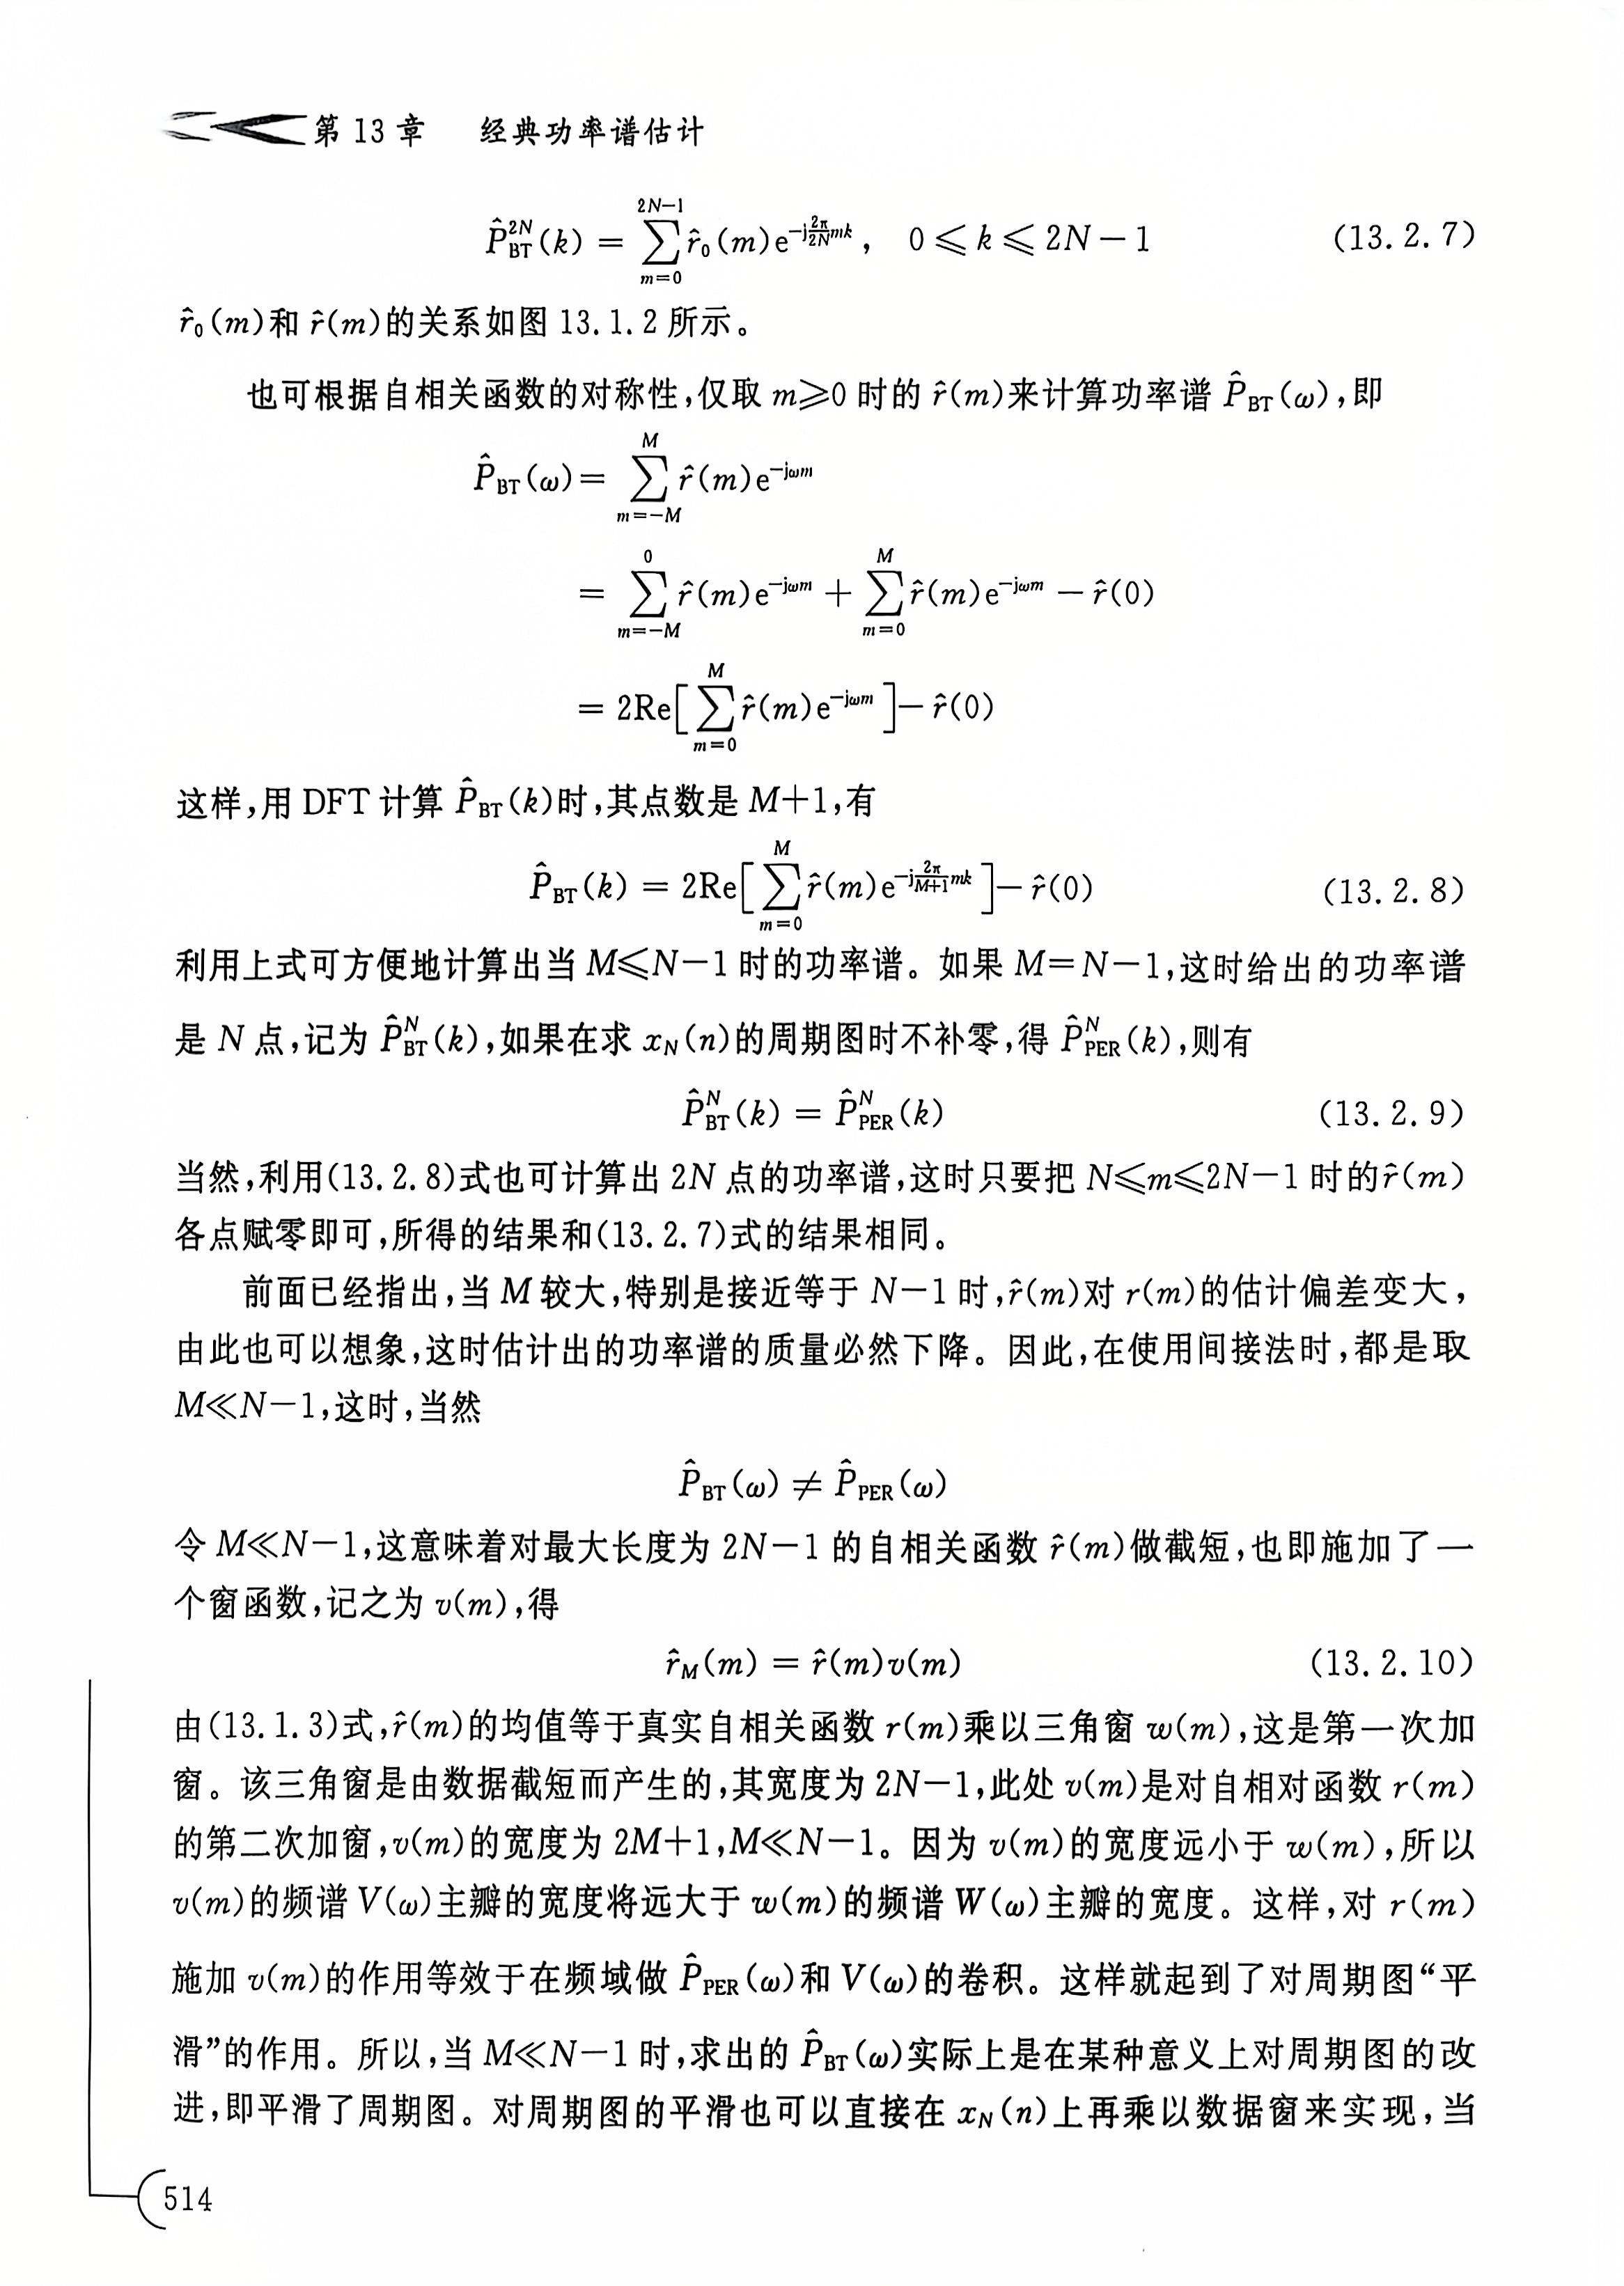 第 13 章 经典功率谱估计
$\hat{P}_{BT}^{2N}(k) = \sum_{m=0}^{2N-1} \hat{r}_0(m) e^{-j\frac{2\pi}{2N}mk}, \quad 0 \leqslant k \leqslant 2N-1$ (13.2.7)
$\hat{r}_0(m)$和 $\hat{r}(m)$的关系如图 13.1.2 所示。
也可根据自相关函数的对称性,仅取 $m \geqslant 0$ 时的 $\hat{r}(m)$来计算功率谱 $\hat{P}_{BT}(\omega)$,即
$\hat{P}_{BT}(\omega) = \sum_{m=-M}^{M} \hat{r}(m) e^{-j\omega m}$
$= \sum_{m=-M}^{0} \hat{r}(m) e^{-j\omega m} + \sum_{m=0}^{M} \hat{r}(m) e^{-j\omega m} - \hat{r}(0)$
$= 2\mathrm{Re}\left[\sum_{m=0}^{M} \hat{r}(m) e^{-j\omega m}\right] - \hat{r}(0)$
这样,用 DFT 计算 $\hat{P}_{BT}(k)$时,其点数是 $M+1$,有
$\hat{P}_{BT}(k) = 2\mathrm{Re}\left[\sum_{m=0}^{M} \hat{r}(m) e^{-j\frac{2\pi}{M+1}mk}\right] - \hat{r}(0)$ (13.2.8)
利用上式可方便地计算出当 $M \leqslant N-1$ 时的功率谱。如果 $M=N-1$,这时给出的功率谱
是 $N$ 点,记为 $\hat{P}_{BT}^{N}(k)$,如果在求 $x_N(n)$的周期图时不补零,得 $\hat{P}_{PER}^{N}(k)$,则有
$\hat{P}_{BT}^{N}(k) = \hat{P}_{PER}^{N}(k)$ (13.2.9)
当然,利用(13.2.8)式也可计算出 $2N$ 点的功率谱,这时只要把 $N \leqslant m \leqslant 2N-1$ 时的$\hat{r}(m)$
各点赋零即可,所得的结果和(13.2.7)式的结果相同。
前面已经指出,当 $M$ 较大,特别是接近等于 $N-1$ 时,$\hat{r}(m)$对 $r(m)$的估计偏差变大,
由此也可以想象,这时估计出的功率谱的质量必然下降。因此,在使用间接法时,都是取
$M \ll N-1$,这时,当然
$\hat{P}_{BT}(\omega) \neq \hat{P}_{PER}(\omega)$
令 $M \ll N-1$,这意味着对最大长度为 $2N-1$ 的自相关函数 $\hat{r}(m)$做截短,也即施加了一
个窗函数,记之为 $v(m)$,得
$\hat{r}_M(m) = \hat{r}(m)v(m)$ (13.2.10)
由(13.1.3)式,$\hat{r}(m)$的均值等于真实自相关函数 $r(m)$乘以三角窗 $w(m)$,这是第一次加
窗。该三角窗是由数据截短而产生的,其宽度为 $2N-1$,此处 $v(m)$是对自相对函数 $r(m)$
的第二次加窗,$v(m)$的宽度为 $2M+1$,$M \ll N-1$。因为 $v(m)$的宽度远小于 $w(m)$,所以
$v(m)$的频谱 $V(\omega)$主瓣的宽度将远大于 $w(m)$的频谱 $W(\omega)$主瓣的宽度。这样,对 $r(m)$
施加 $v(m)$的作用等效于在频域做 $\hat{P}_{PER}(\omega)$和 $V(\omega)$的卷积。这样就起到了对周期图“平
滑”的作用。所以,当 $M \ll N-1$ 时,求出的 $\hat{P}_{BT}(\omega)$实际上是在某种意义上对周期图的改
进,即平滑了周期图。对周期图的平滑也可以直接在 $x_N(n)$上再乘以数据窗来实现,当
514